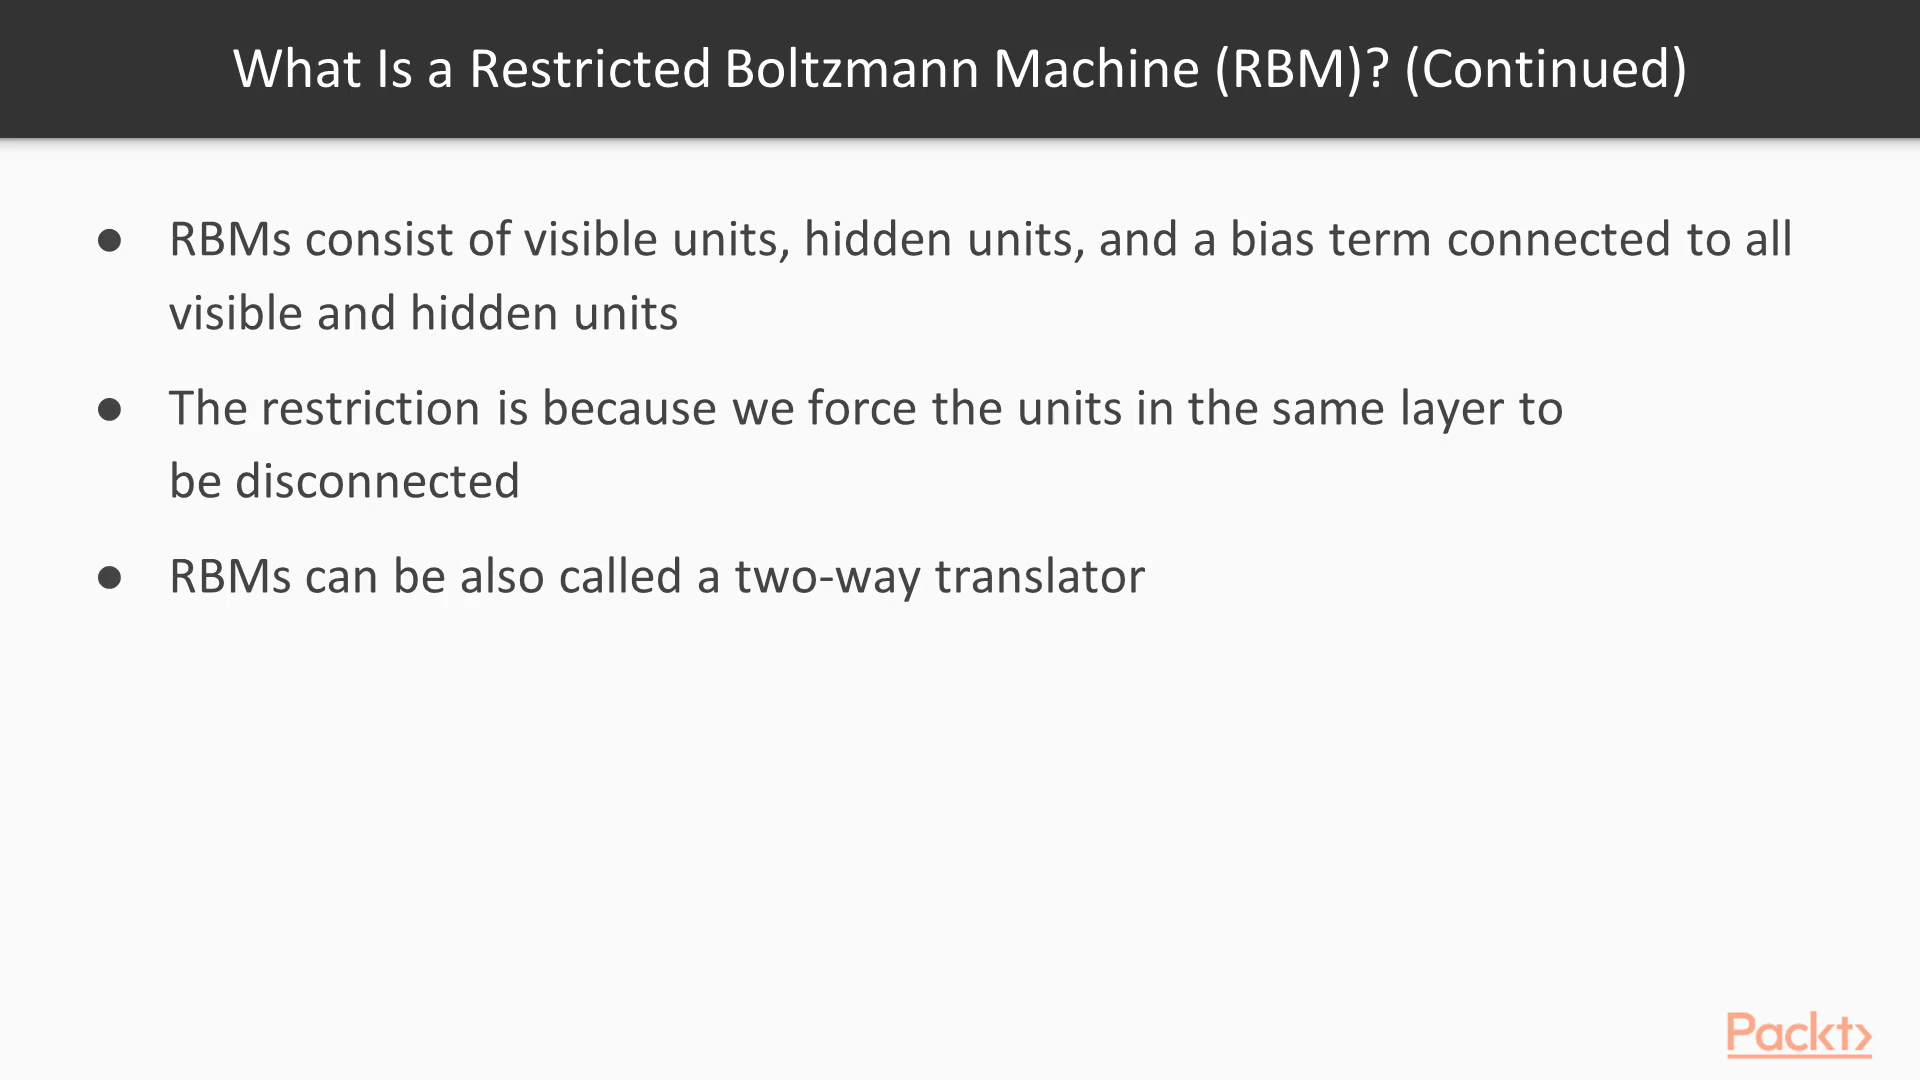 What Is a Restricted Boltzmann Machine (RBM)? (Continued)
● RBMs consist of visible units, hidden units, and a bias term connected to all
visible and hidden units
● The restriction is because we force the units in the same layer to
be disconnected
● RBMs can be also called a two-way translator
Packt>